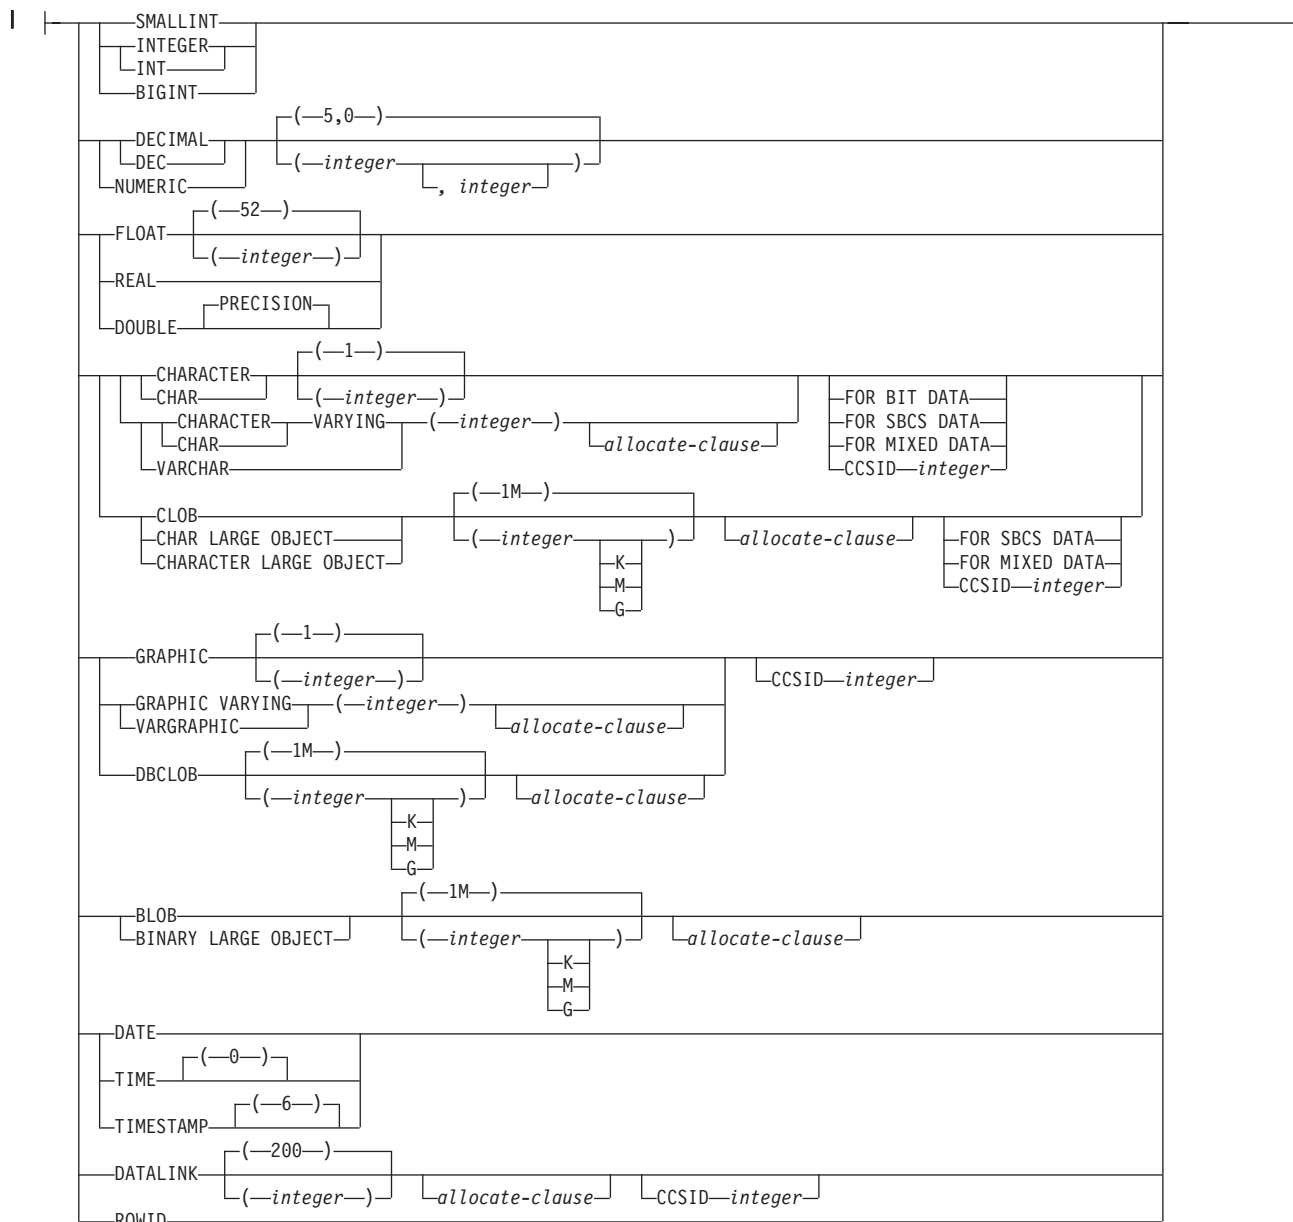 SMALLINT
INTEGER
INT
BIGINT
( 5,0 )
DECIMAL
DEC
( integer )
NUMERIC
, integer
( 52 )
FLOAT
( integer )
REAL
PRECISION
DOUBLE
( 1 )
CHARACTER
CHAR
( integer )
FOR BIT DATA
CHARACTER VARYING ( integer )
FOR SBCS DATA
CHAR
allocate-clause
FOR MIXED DATA
VARCHAR
CCSID integer
( 1M )
CLOB
CHAR LARGE OBJECT
( integer )
allocate-clause
FOR SBCS DATA
CHARACTER LARGE OBJECT
K
FOR MIXED DATA
M
CCSID integer
G
( 1 )
GRAPHIC
( integer )
CCSID integer
GRAPHIC VARYING ( integer )
VARGRAPHIC
allocate-clause
( 1M )
DBCLOB
( integer )
allocate-clause
K
M
G
( 1M )
BLOB
BINARY LARGE OBJECT
( integer )
allocate-clause
K
M
G
DATE
( 0 )
TIME
( 6 )
TIMESTAMP
( 200 )
DATALINK
( integer )
allocate-clause
CCSID integer
ROWID